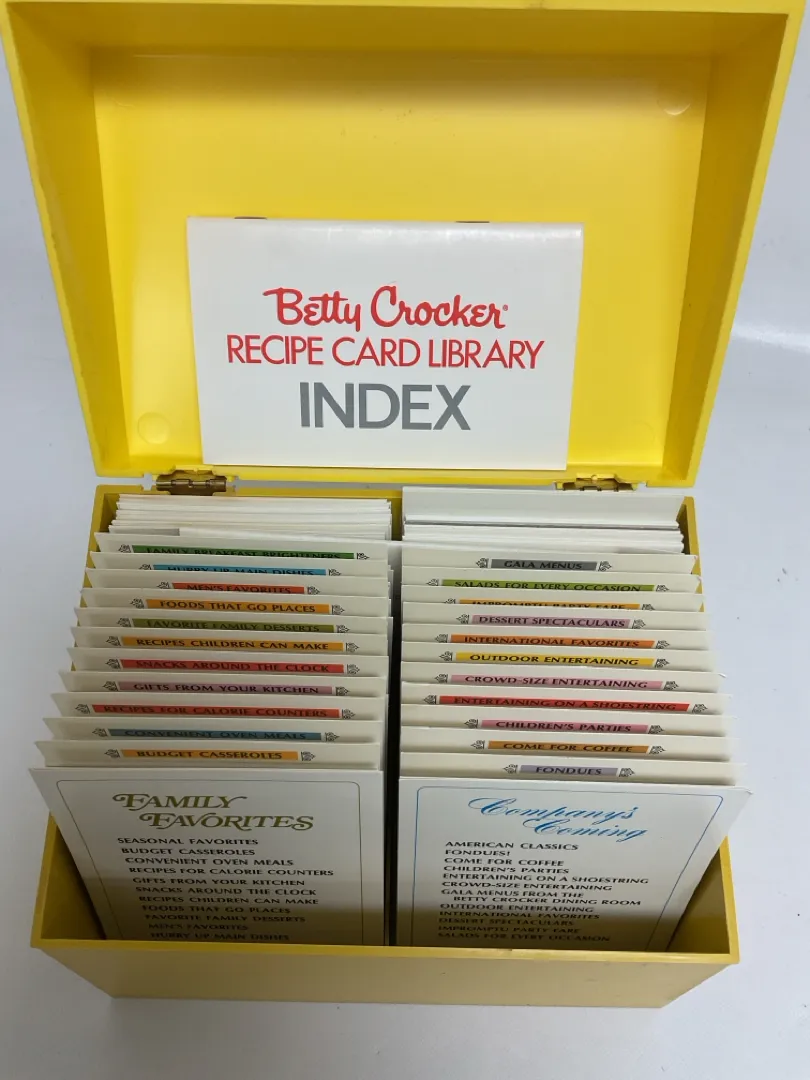 Betty Crocker®
RECIPE CARD LIBRARY
INDEX
FAMILY BREAKFAST BRIGHTENERS
HURRY UP MAIN DISHES
MEN'S FAVORITES
FOODS THAT GO PLACES
FAVORITE FAMILY DESSERTS
RECIPES CHILDREN CAN MAKE
SNACKS AROUND THE CLOCK
GIFTS FROM YOUR KITCHEN
RECIPES FOR CALORIE COUNTERS
CONVENIENT OVEN MEALS
BUDGET CASSEROLES
FAMILY
FAVORITES
SEASONAL FAVORITES
BUDGET CASSEROLES
CONVENIENT OVEN MEALS
RECIPES FOR CALORIE COUNTERS
GIFTS FROM YOUR KITCHEN
SNACKS AROUND THE CLOCK
RECIPES CHILDREN CAN MAKE
FOODS THAT GO PLACES
FAVORITE FAMILY DESSERTS
MEN'S FAVORITES
HURRY UP MAIN DISHES
GALA MENUS
SALADS FOR EVERY OCCASION
IMPROMPTU PARTY FARE
DESSERT SPECTACULARS
INTERNATIONAL FAVORITES
OUTDOOR ENTERTAINING
CROWD-SIZE ENTERTAINING
ENTERTAINING ON A SHOESTRING
CHILDREN'S PARTIES
COME FOR COFFEE
FONDUES
Company's
Coming
AMERICAN CLASSICS
FONDUES!
COME FOR COFFEE
CHILDREN'S PARTIES
ENTERTAINING ON A SHOESTRING
CROWD-SIZE ENTERTAINING
GALA MENUS FROM THE
BETTY CROCKER DINING ROOM
OUTDOOR ENTERTAINING
INTERNATIONAL FAVORITES
DESSERT SPECTACULARS
IMPROMPTU PARTY FARE
SALADS FOR EVERY OCCASION